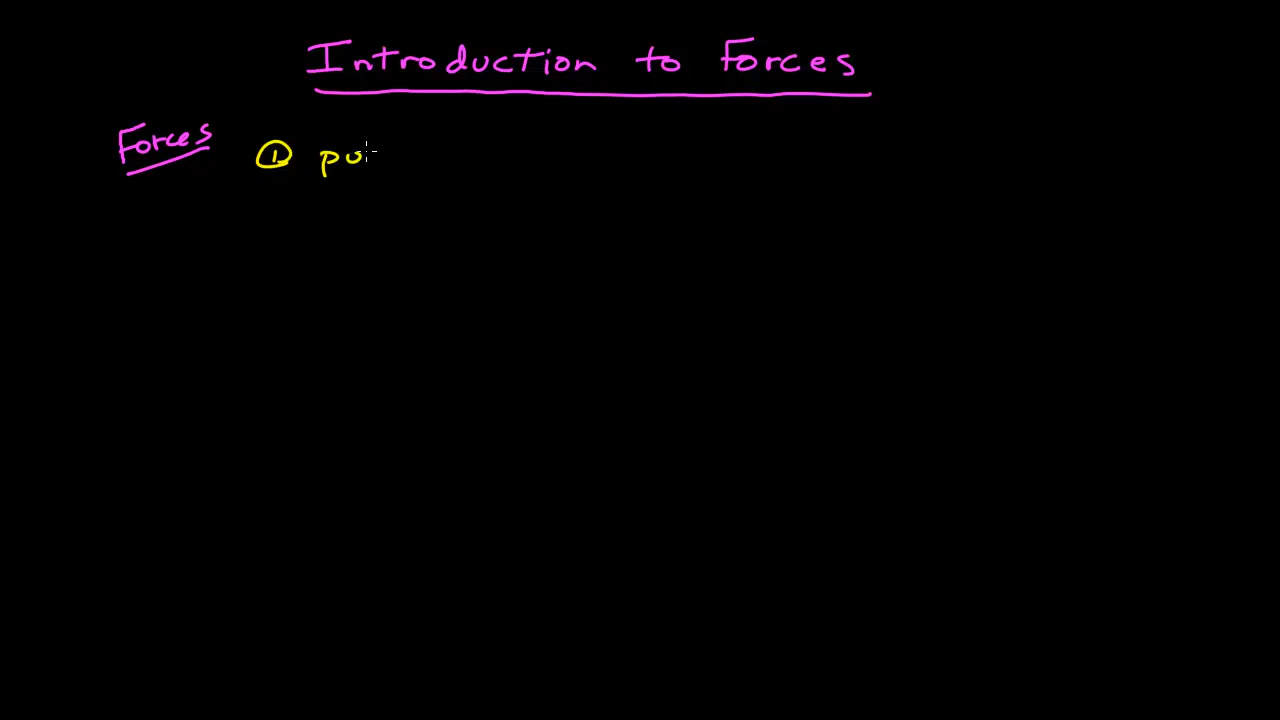 Introduction to Forces
Forces ① pu